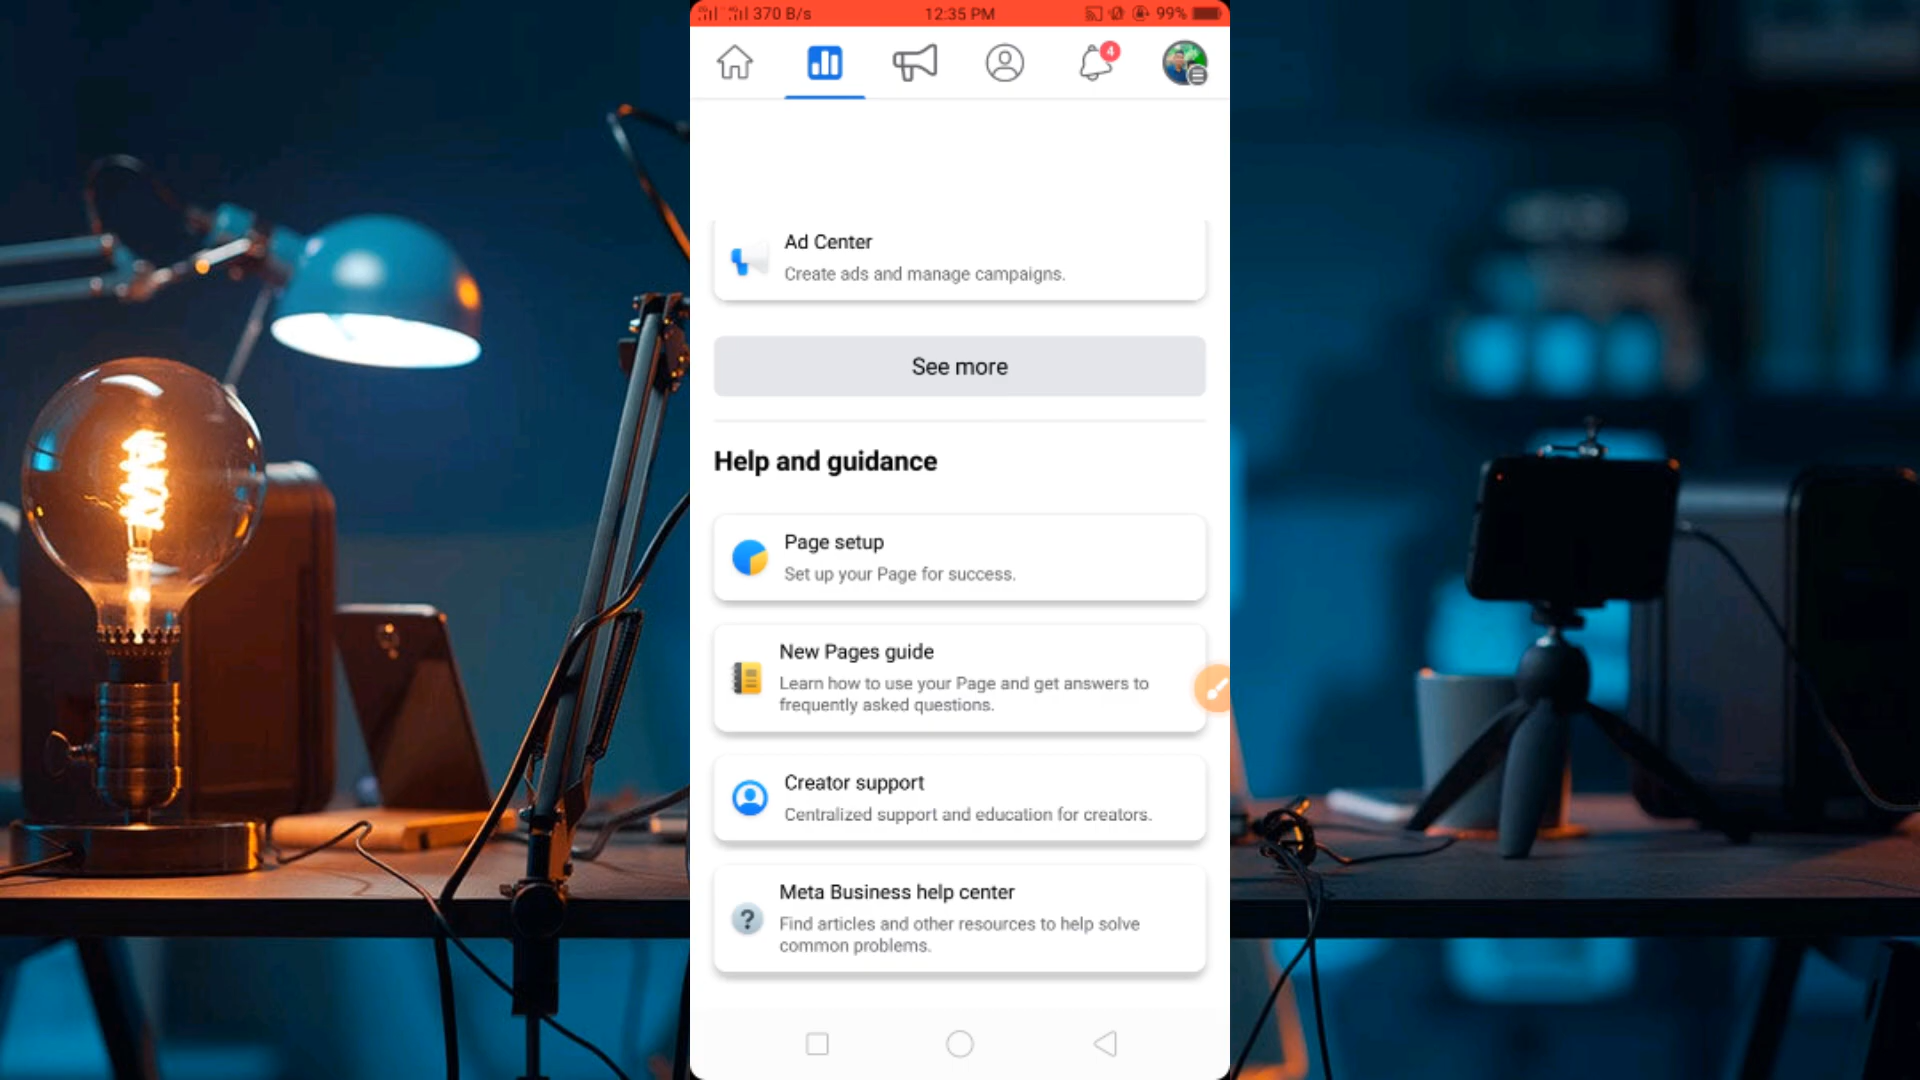 370 B/s
12:35 PM
99%
4
Ad Center
Create ads and manage campaigns.
See more
Help and guidance
Page setup
Set up your Page for success.
New Pages guide
Learn how to use your Page and get answers to
frequently asked questions.
Creator support
Centralized support and education for creators.
?
Meta Business help center
Find articles and other resources to help solve
common problems.